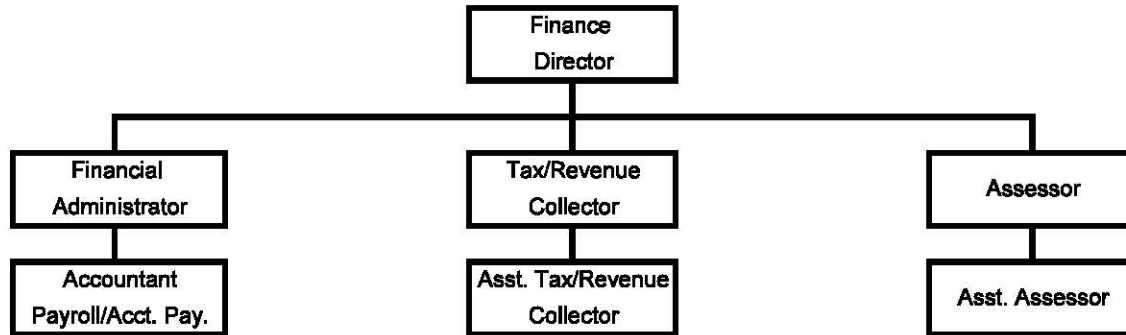 Finance
Director
Financial
Administrator
Tax/Revenue
Collector
Assessor
Accountant
Payroll/Acct. Pay.
Asst. Tax/Revenue
Collector
Asst. Assessor